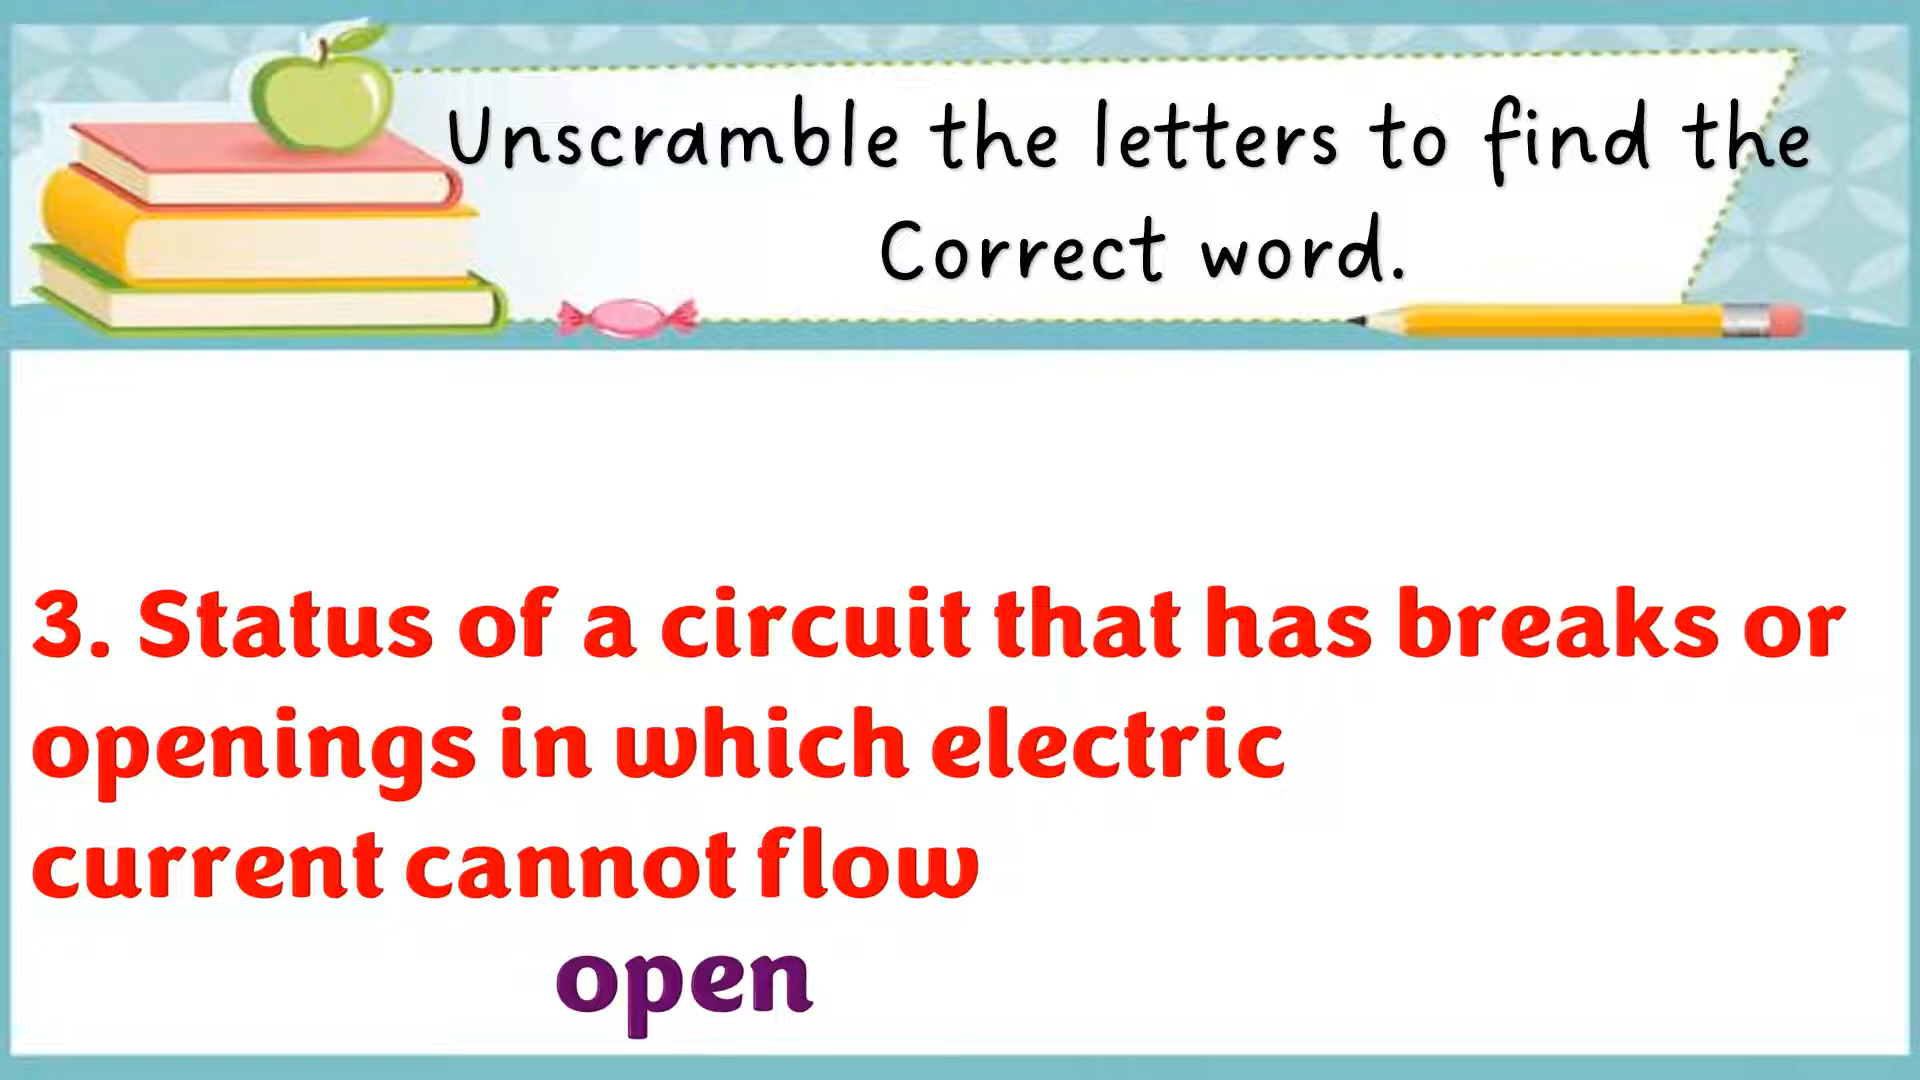 Unscramble the letters to find the
Correct word.
3. Status of a circuit that has breaks or
openings in which electric
current cannot flow
open